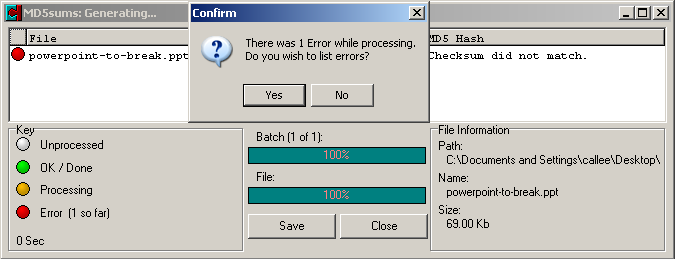 MD5sums: Generating...
Confirm
File
MD5 Hash
powerpoint-to-break.ppt
Checksum did not match.
There was 1 Error while processing.
Do you wish to list errors?
Yes
No
Key
Unprocessed
OK / Done
Processing
Error (1 so far)
0 Sec
Batch (1 of 1):
100%
File:
100%
Save
Close
File Information
Path:
C:\Documents and Settings\callee\Desktop\
Name:
powerpoint-to-break.ppt
Size:
69.00 Kb